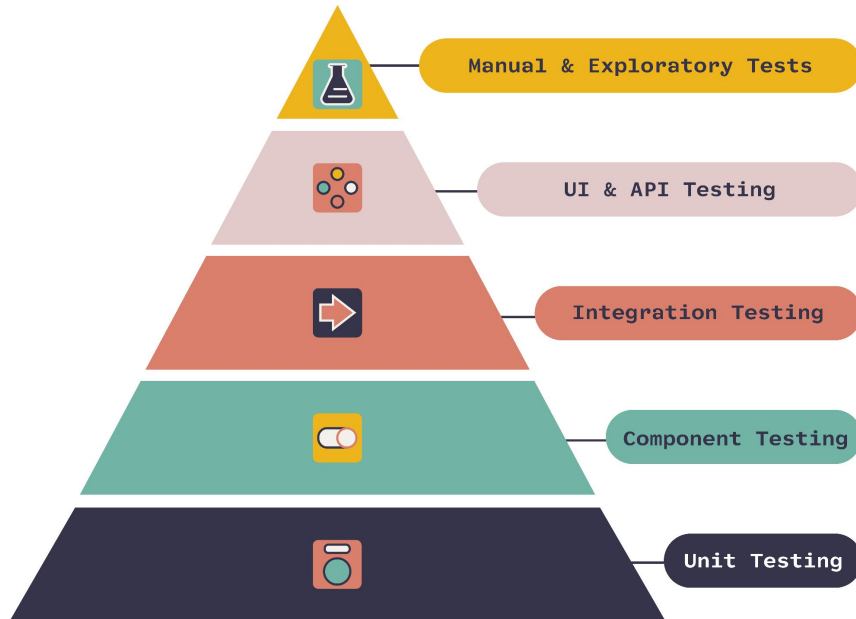 Manual & Exploratory Tests
UI & API Testing
Integration Testing
Component Testing
Unit Testing